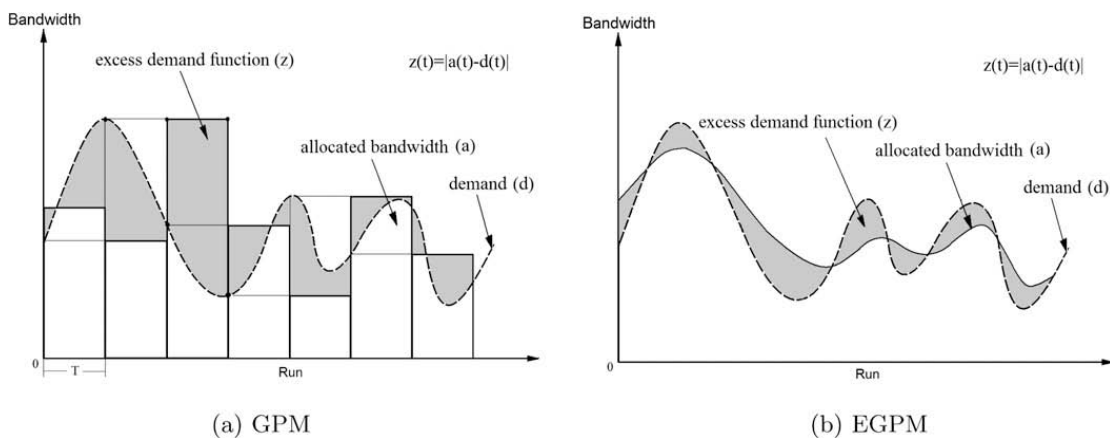 Bandwidth
excess demand function (z)
z(t)=|a(t)-d(t)|
allocated bandwidth (a)
demand (d)
0
T
Run
(a) GPM
Bandwidth
z(t)=|a(t)-d(t)|
excess demand function (z)
allocated bandwidth (a)
demand (d)
0
Run
(b) EGPM